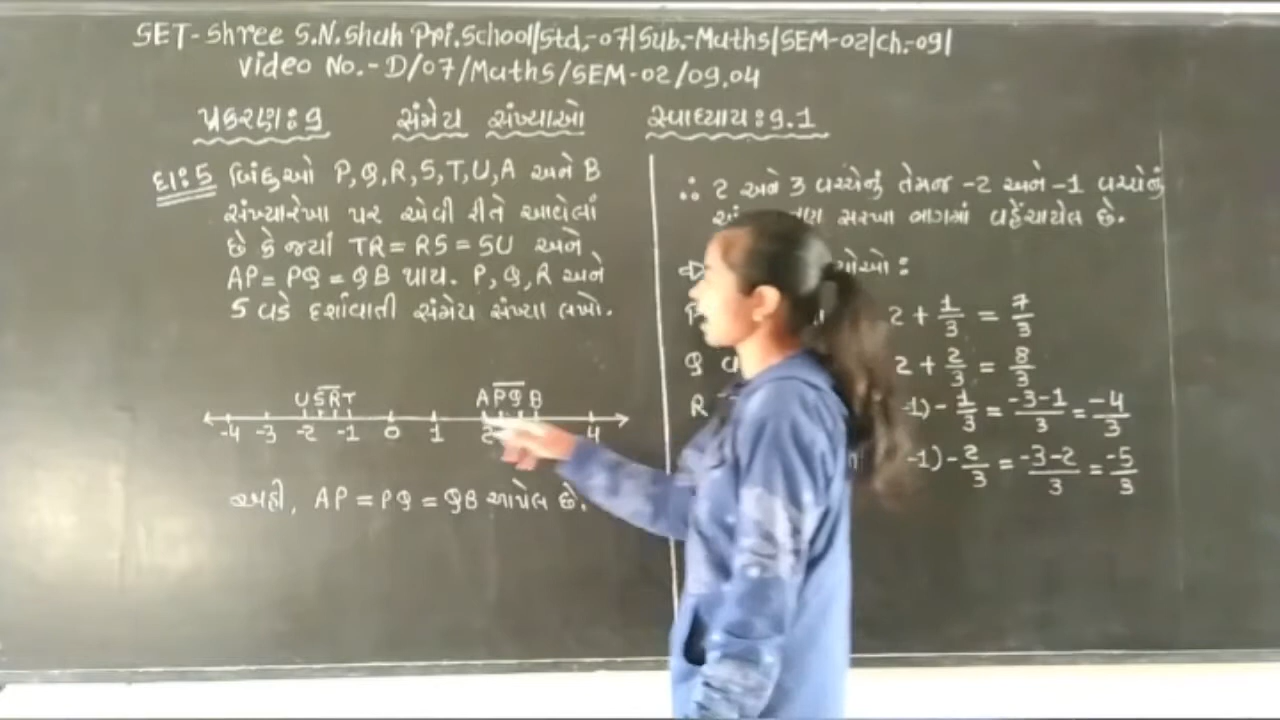 SET-Shree S.N.Shah Pri.School/Std.-07/Sub.-Maths/SEM-02/Ch.-09/
Video No.-D/07/Maths/SEM-02/09.04
પ્રકરણ:9 સંમેય સંખ્યાઓ સ્વાધ્યાય:9.1
દા:5 બિંદુઓ P,Q,R,S,T,U,A અને B
સંખ્યારેખા પર એવી રીતે આવેલાં
છે કે જ્યાં TR = RS = SU અને
AP = PQ = QB થાય. P, Q, R અને
S વડે દર્શાવાતી સંમેય સંખ્યા લખો.
U S R T A P Q B
-4 -3 -2 -1 0 1 2 4
અહીં, AP = PQ = QB આપેલ છે.
∴ 2 અને 3 વચ્ચેનું તેમજ -2 અને -1 વચ્ચેનું
સરખા ભાગમાં વહેંચાયેલ છે.
2 + 1/3 = 7/3
Q 2 + 2/3 = 8/3
R -1) - 1/3 = -3-1/3 = -4/3
-1) - 2/3 = -3-2/3 = -5/3